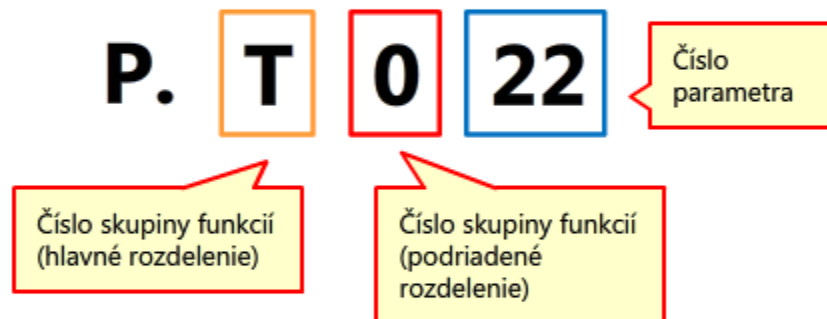 P. T 0 22
Číslo
parametra
Číslo skupiny funkcií
(hlavné rozdelenie)
Číslo skupiny funkcií
(podriadené
rozdelenie)